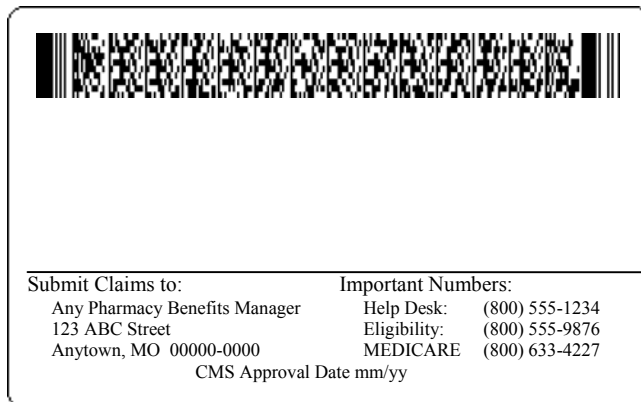 Submit Claims to:
Any Pharmacy Benefits Manager
123 ABC Street
Anytown, MO  00000-0000
Important Numbers:
Help Desk: (800) 555-1234
Eligibility: (800) 555-9876
MEDICARE (800) 633-4227
CMS Approval Date mm/yy